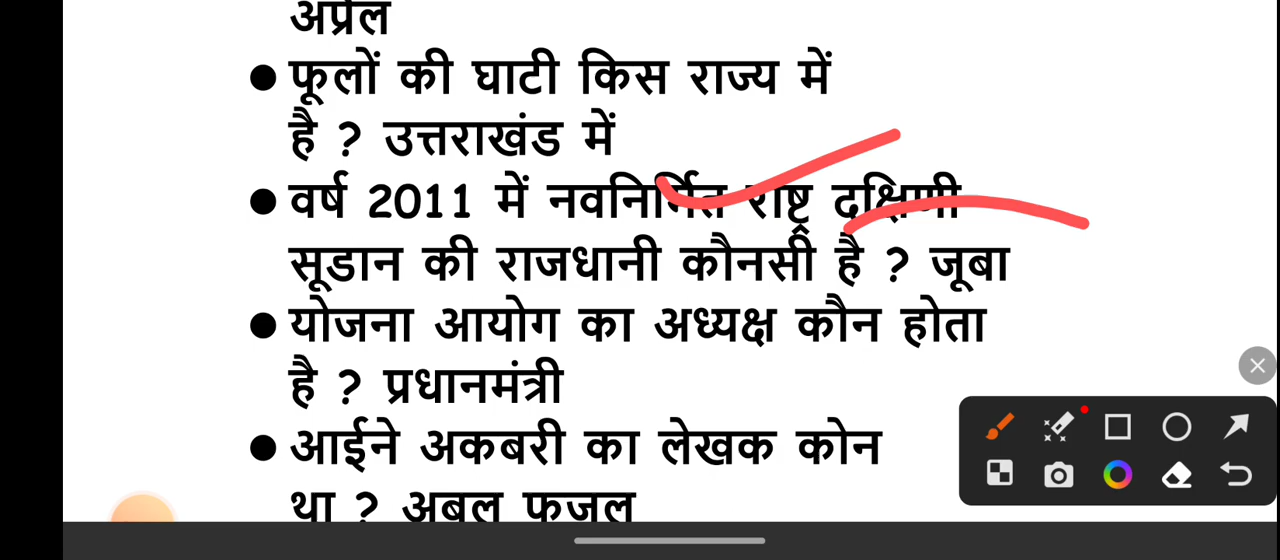 अप्रैल
● फूलों की घाटी किस राज्य में
है ? उत्तराखंड में
● वर्ष 2011 में नवनिर्मित राष्ट्र दक्षिणी
सूडान की राजधानी कौनसी है ? जूबा
● योजना आयोग का अध्यक्ष कौन होता
है ? प्रधानमंत्री
● आईने अकबरी का लेखक कोन
था ? अबुल फजल